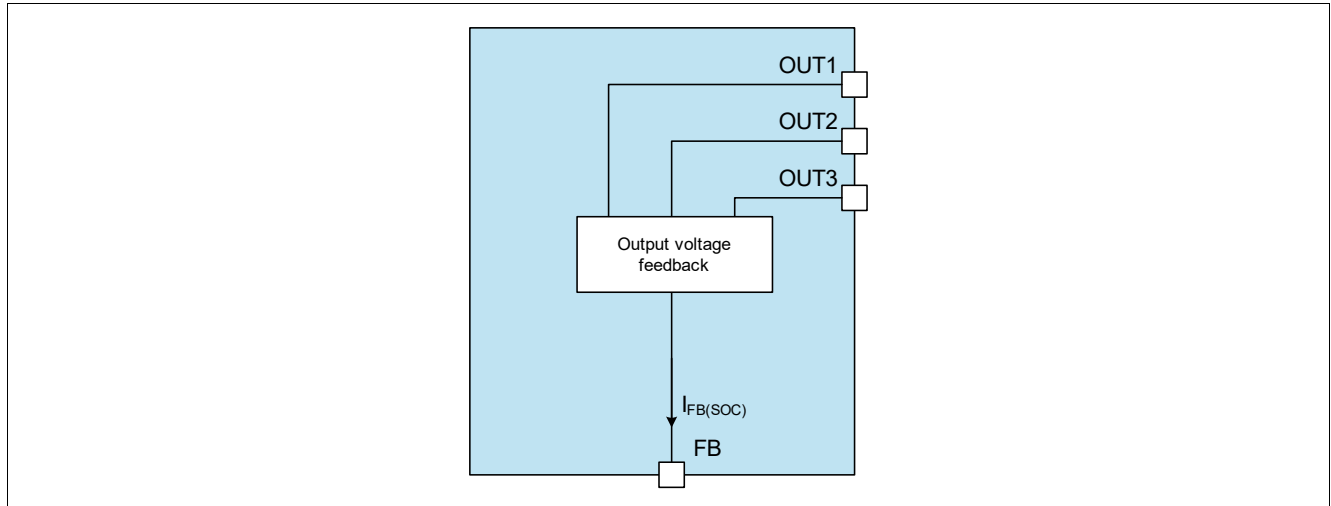 OUT1
OUT2
OUT3
Output voltage
feedback
IFB(SOC)
FB